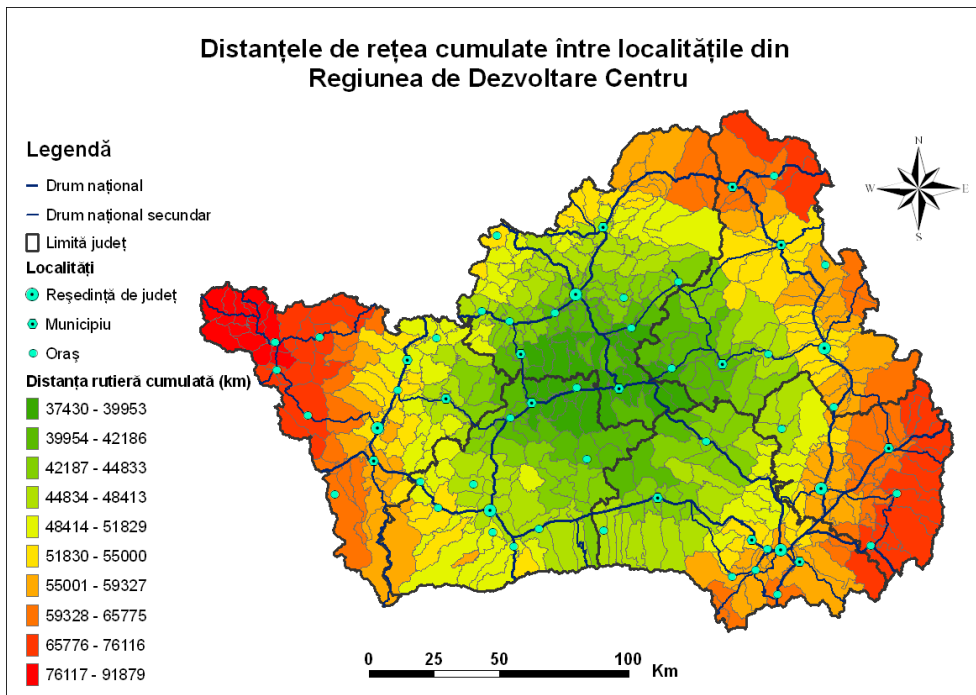 Distanțele de rețea cumulate între localitățile din
Regiunea de Dezvoltare Centru
Legendă
Drum național
Drum național secundar
Limită județ
Localități
Reședință de județ
Municipiu
Oraș
Distanța rutieră cumulată (km)
37430 - 39953
39954 - 42186
42187 - 44833
44834 - 48413
48414 - 51829
51830 - 55000
55001 - 59327
59328 - 65775
65776 - 76116
76117 - 91879
N
W
E
S
0 25 50 100
Km